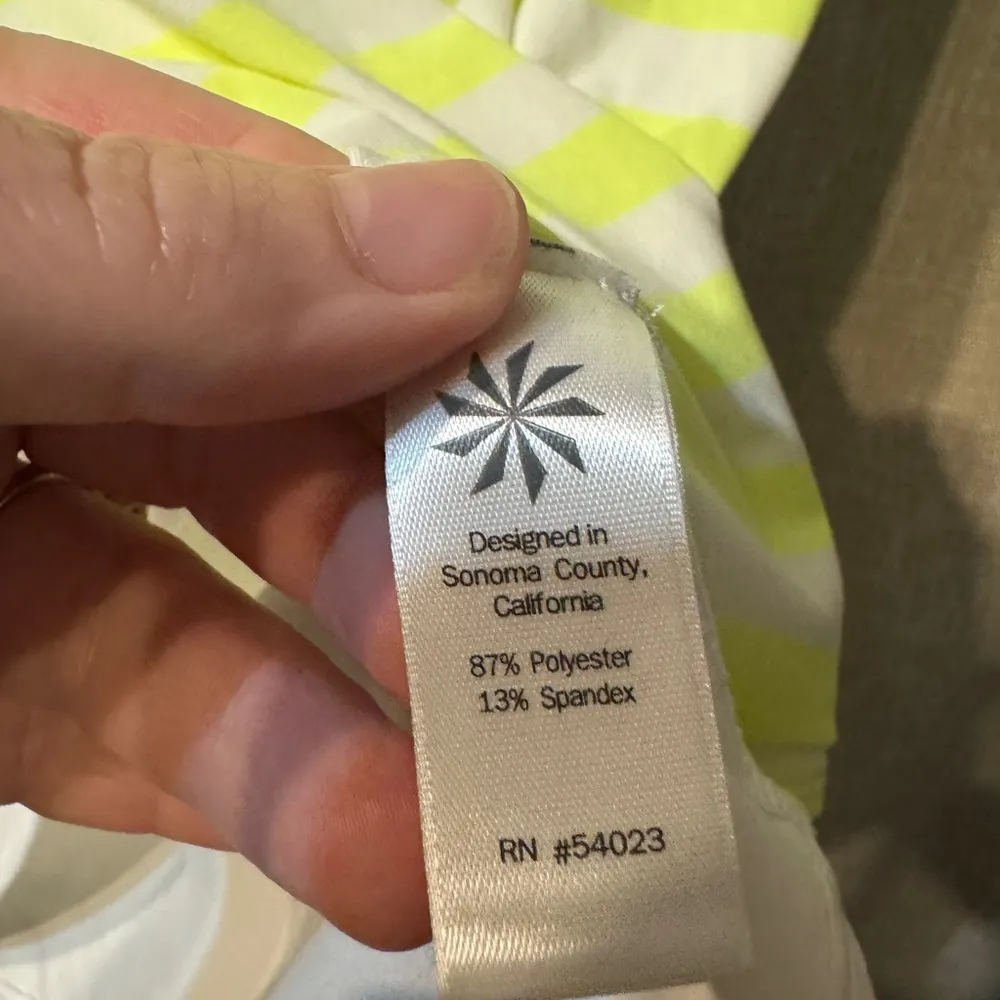 Designed in
Sonoma County,
California
87% Polyester
13% Spandex
RN #54023